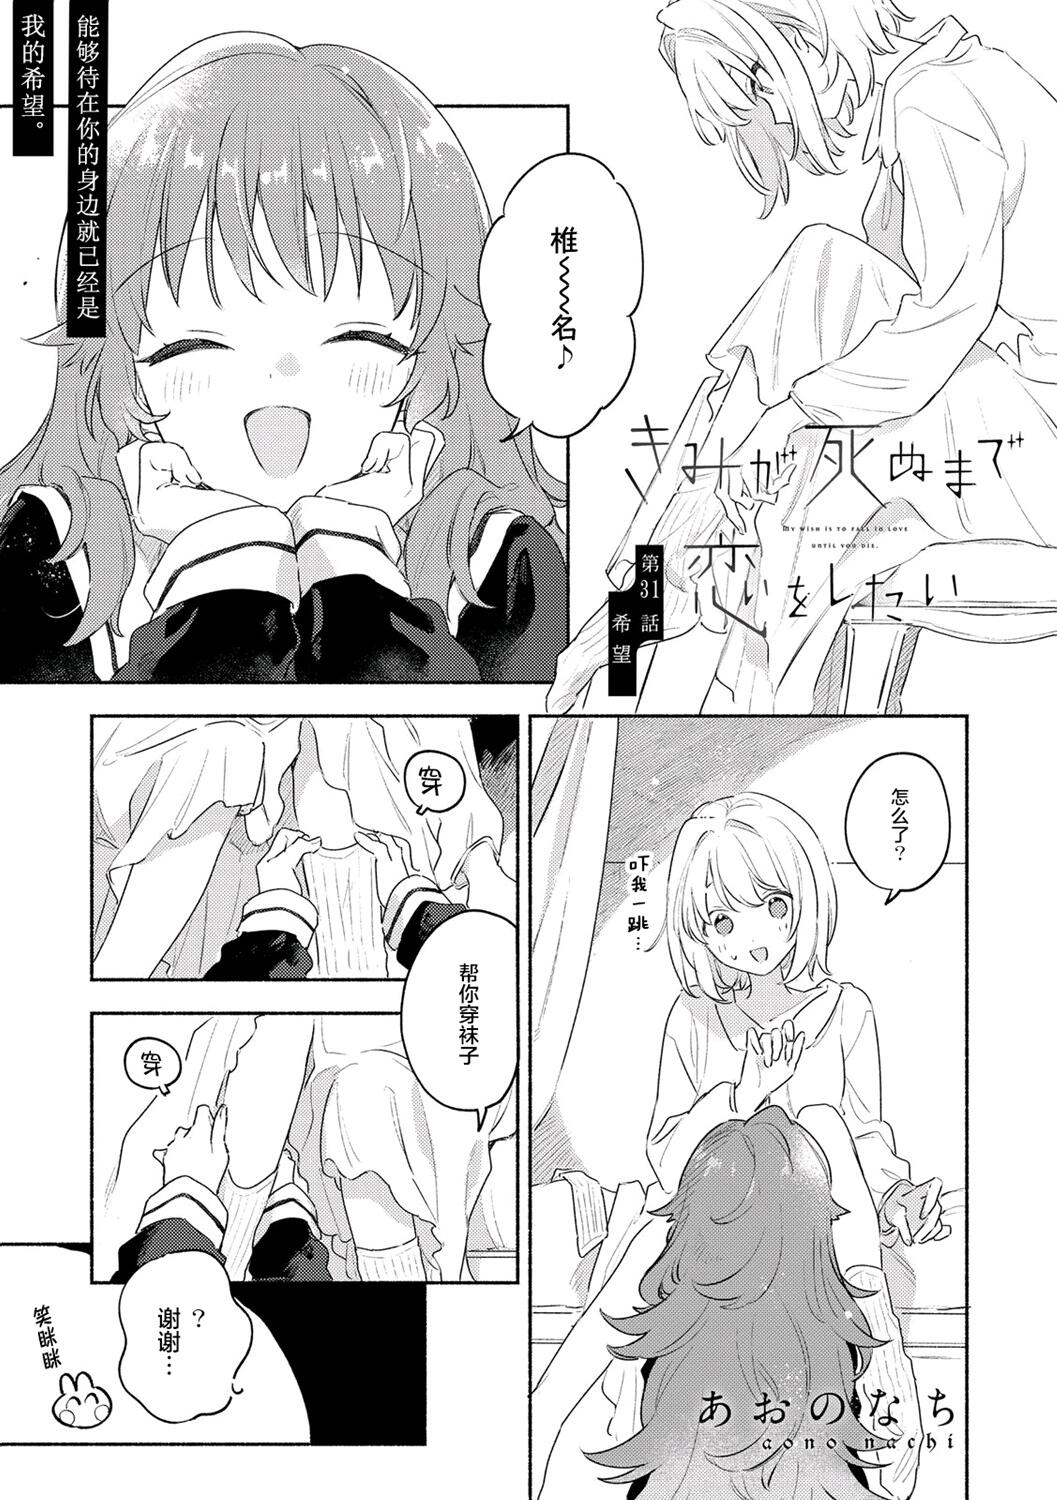 きみが死ぬまで
恋をしたい
MY WISH IS TO FALL IN LOVE
UNTIL YOU DIE.
第31話
希望
椎~~~名♪
能够待在你的身边就已经是
我的希望。
怎么了?
吓我一跳…
穿
帮你穿袜子
穿
?
谢谢…
笑眯眯
あおのなち
aono nachi